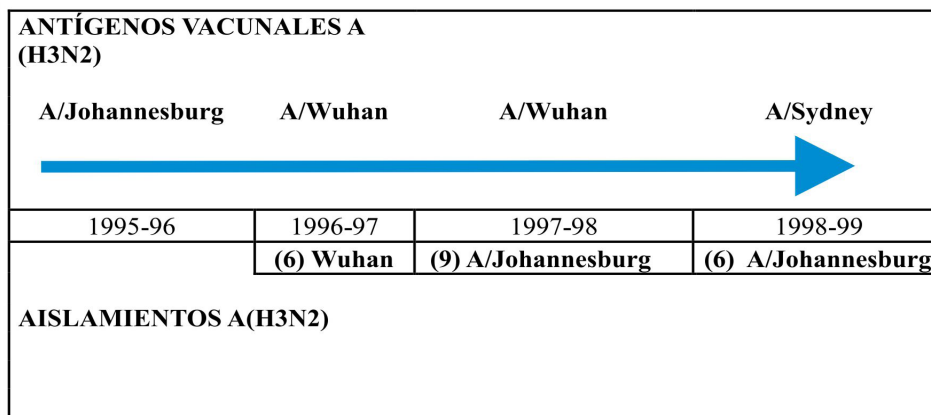 ANTÍGENOS VACUNALES A
(H3N2)
A/Johannesburg A/Wuhan A/Wuhan A/Sydney
1995-96 1996-97 1997-98 1998-99
(6) Wuhan (9) A/Johannesburg (6) A/Johannesburg
AISLAMIENTOS A(H3N2)